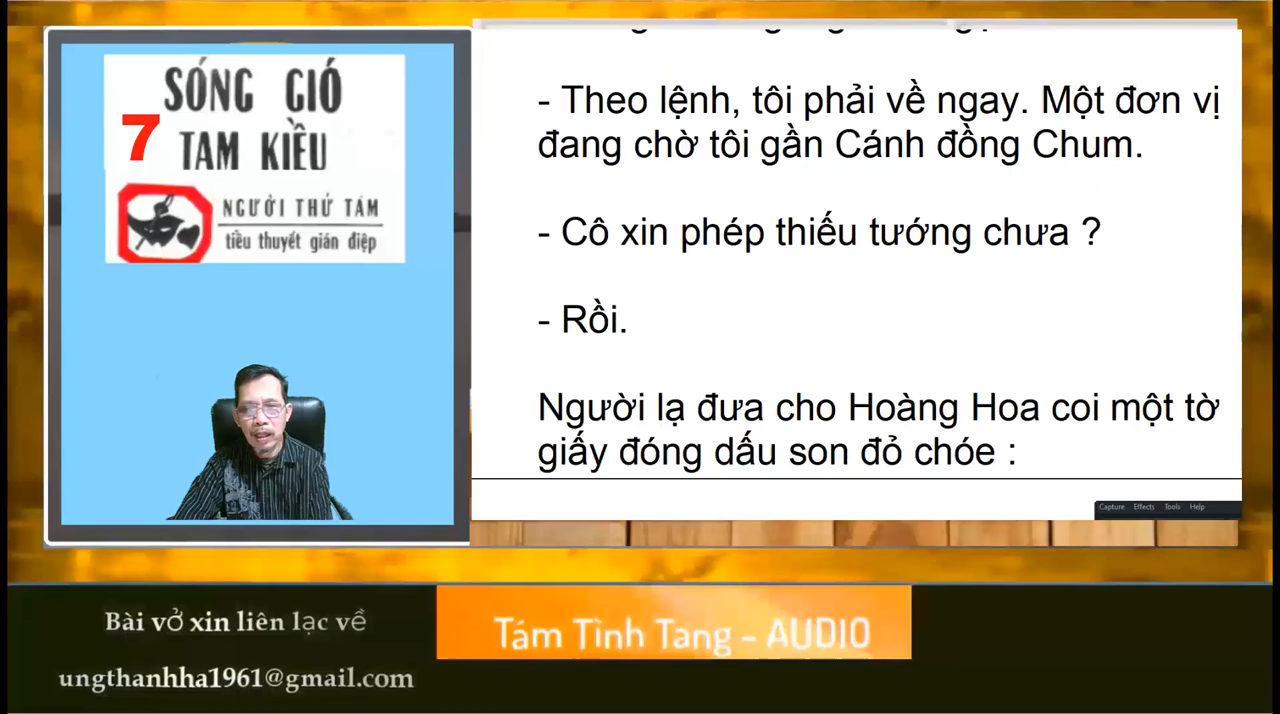 SÓNG GIÓ
7
TAM KIỀU
NGƯỜI THỨ TÁM
tiểu thuyết gián điệp
- Theo lệnh, tôi phải về ngay. Một đơn vị
đang chờ tôi gần Cánh đồng Chum.
- Cô xin phép thiếu tướng chưa ?
- Rồi.
Người lạ đưa cho Hoàng Hoa coi một tờ
giấy đóng dấu son đỏ chóe :
Capture Effects Tools Help
Bài vở xin liên lạc về
ungthanhha1961@gmail.com
Tám Tình Tang - AUDIO